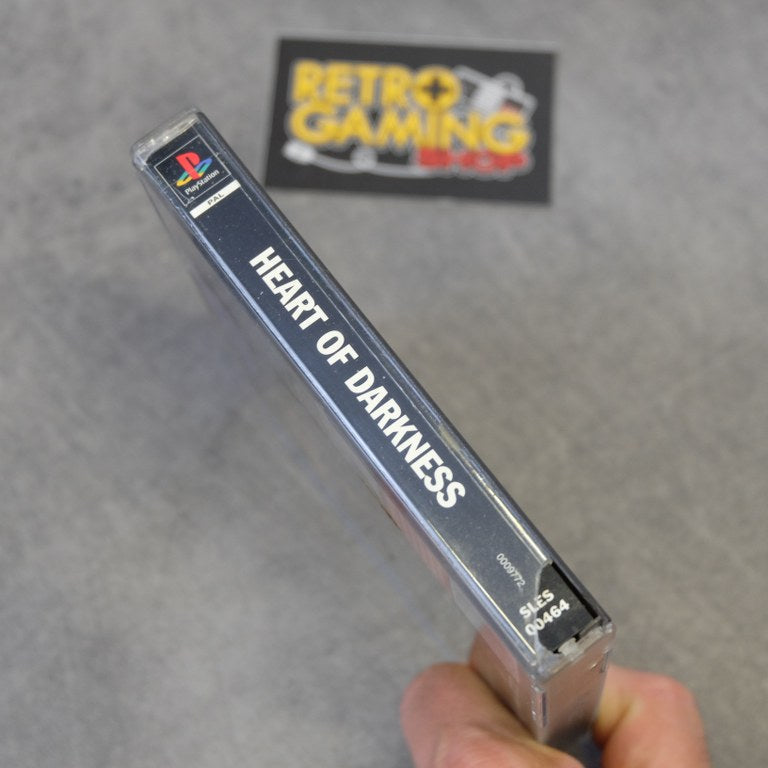 RETRO
GAMING
SHOP
PlayStation
PAL
HEART OF DARKNESS
0009772
SLES
00464